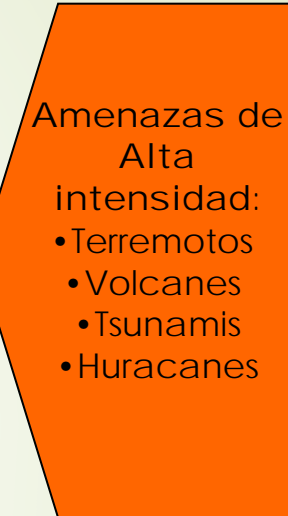 Amenazas de
Alta
intensidad:
•Terremotos
•Volcanes
•Tsunamis
•Huracanes